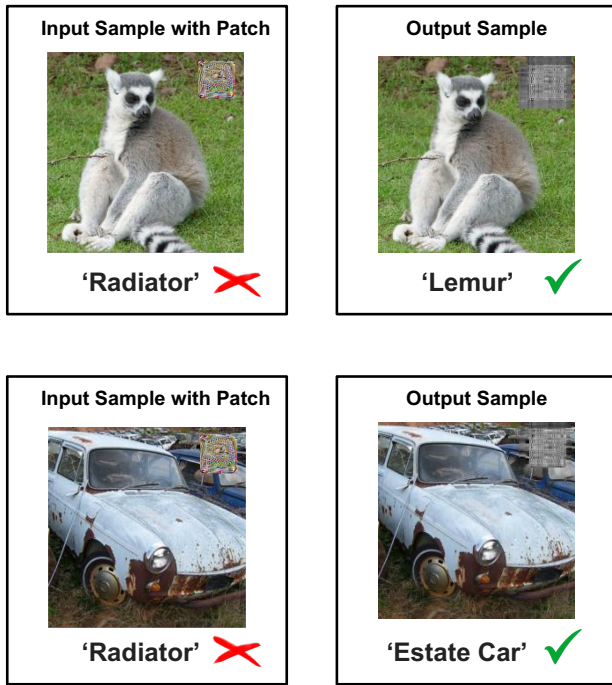 Input Sample with Patch
Output Sample
‘Radiator’
‘Lemur’
Input Sample with Patch
Output Sample
‘Radiator’
‘Estate Car’